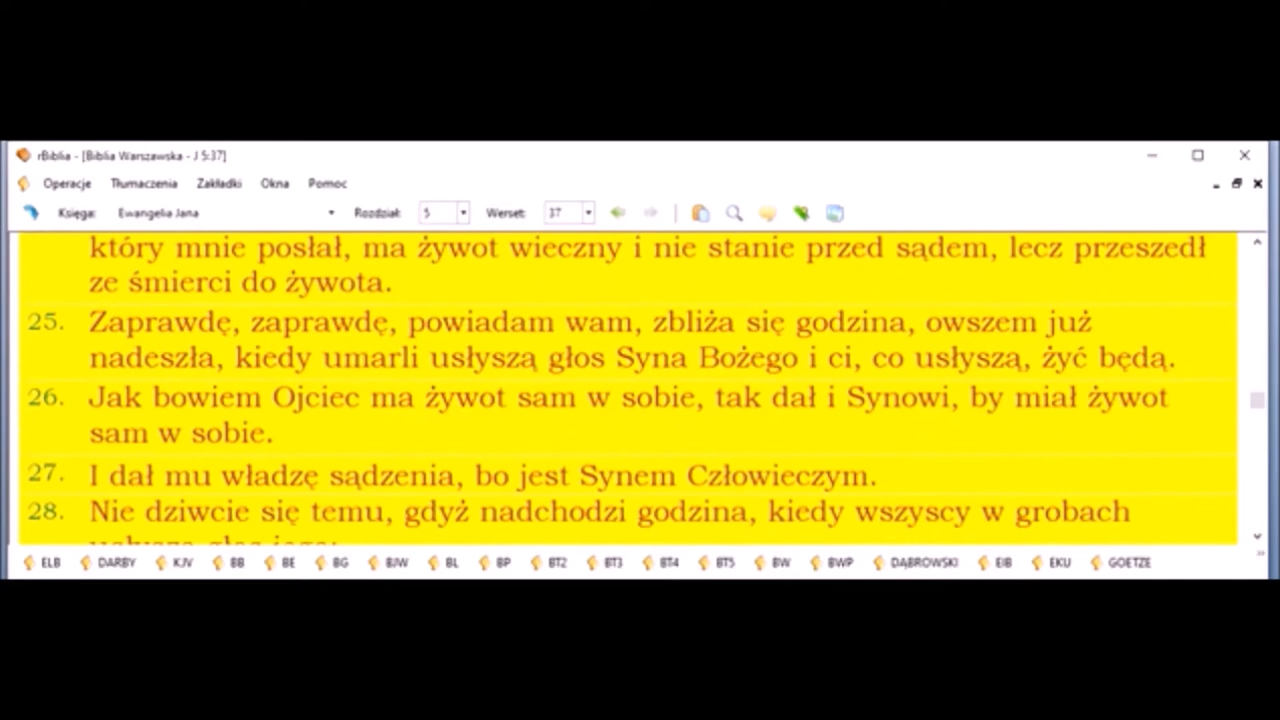 rBiblia - [Biblia Warszawska - J 5:37]
Operacje Tłumaczenia Zakładki Okna Pomoc
Księga: Ewangelia Jana Rozdział: 5 Werset: 37
który mnie posłał, ma żywot wieczny i nie stanie przed sądem, lecz przeszedł
ze śmierci do żywota.
25. Zaprawdę, zaprawdę, powiadam wam, zbliża się godzina, owszem już
nadeszła, kiedy umarli usłyszą głos Syna Bożego i ci, co usłyszą, żyć będą.
26. Jak bowiem Ojciec ma żywot sam w sobie, tak dał i Synowi, by miał żywot
sam w sobie.
27. I dał mu władzę sądzenia, bo jest Synem Człowieczym.
28. Nie dziwcie się temu, gdyż nadchodzi godzina, kiedy wszyscy w grobach
usłyszą głos jego;
ELB DARBY KJV BB BE BG BJW BL BP BT2 BT3 BT4 BT5 BW BWP DĄBROWSKI EIB EKU GOETZE